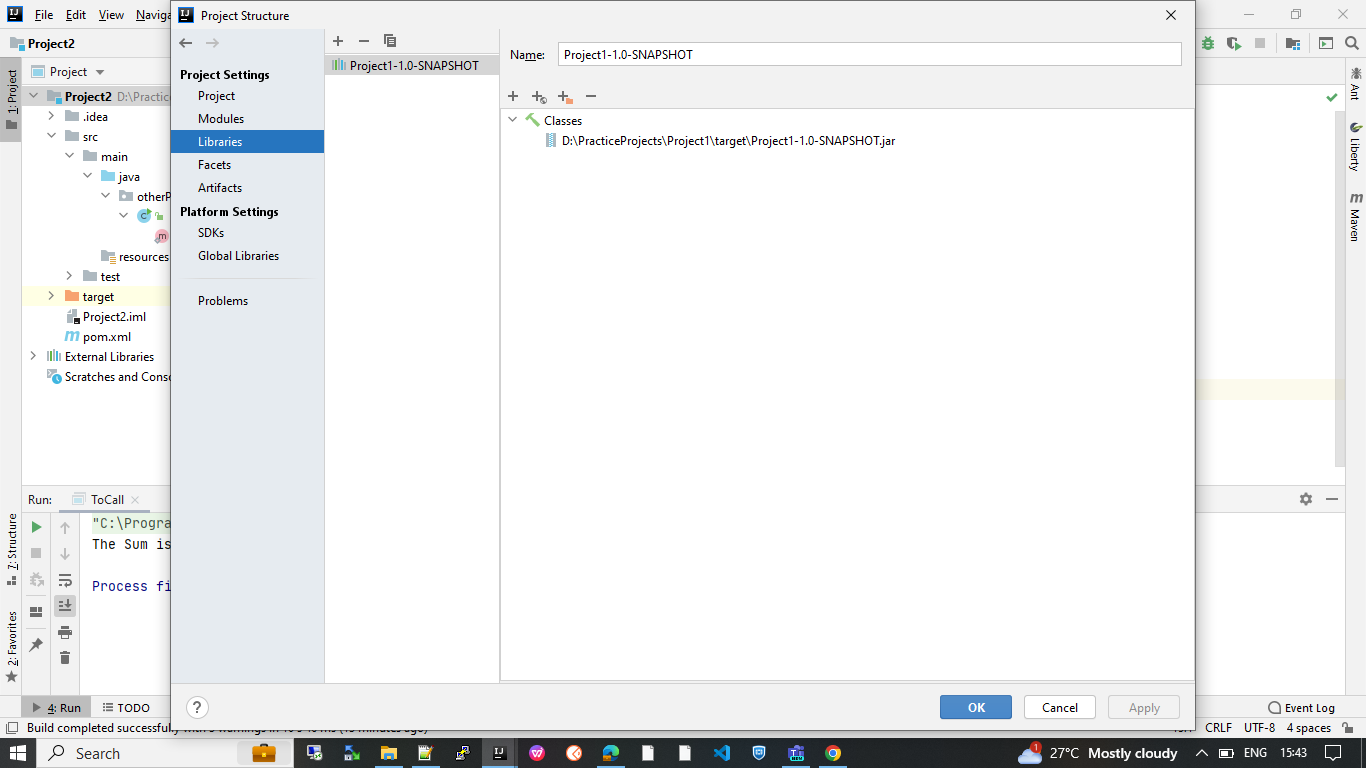 File Edit View Naviga
Project Structure
Project2
Project
Project2 D:\Practice
.idea
src
main
java
otherP
resources
test
target
Project2.iml
pom.xml
External Libraries
Scratches and Conso
1: Project
7: Structure
2: Favorites
Project Settings
Project
Modules
Libraries
Facets
Artifacts
Platform Settings
SDKs
Global Libraries
Problems
Project1-1.0-SNAPSHOT
Name: Project1-1.0-SNAPSHOT
Classes
D:\PracticeProjects\Project1\target\Project1-1.0-SNAPSHOT.jar
Ant
Liberty
Maven
Run: ToCall
"C:\Progra
The Sum is
Process fi
? OK Cancel Apply
4: Run TODO Event Log
Build completed successfully
CRLF UTF-8 4 spaces
Search 27°C Mostly cloudy ENG 15:43